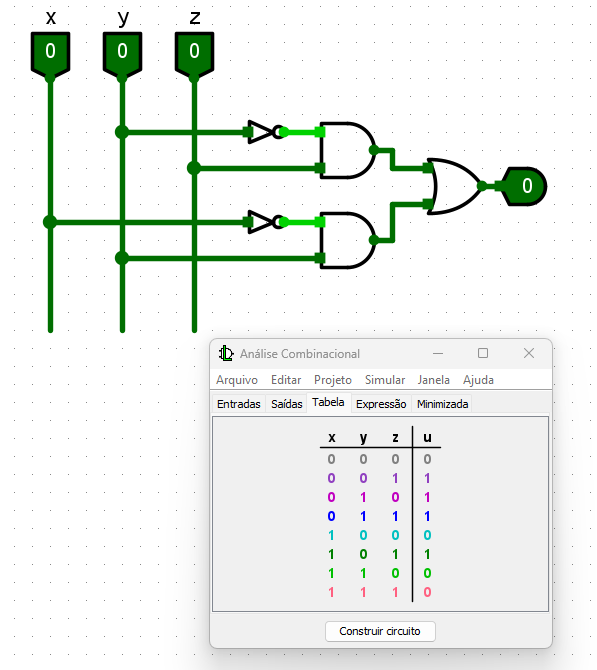 x y z
0 0 0
0
Análise Combinacional
Arquivo Editar Projeto Simular Janela Ajuda
Entradas Saídas Tabela Expressão Minimizada
x y z u
0 0 0 0
0 0 1 1
0 1 0 1
0 1 1 1
1 0 0 0
1 0 1 1
1 1 0 0
1 1 1 0
Construir circuito